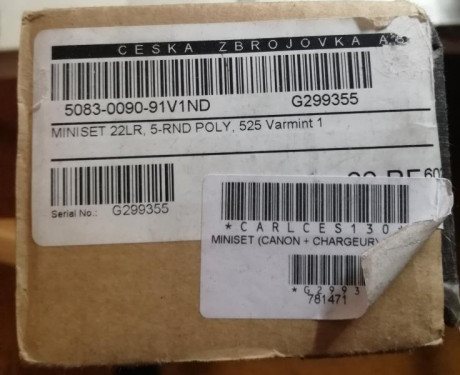 CESKA ZBROJOVKA
5083-0090-91V1ND G299355
MINISET 22LR, 5-RND POLY, 525 Varmint 1
Serial No.: G299355
*CARLCES130
MINISET (CANON + CHARGEUR)
*G2993
781471